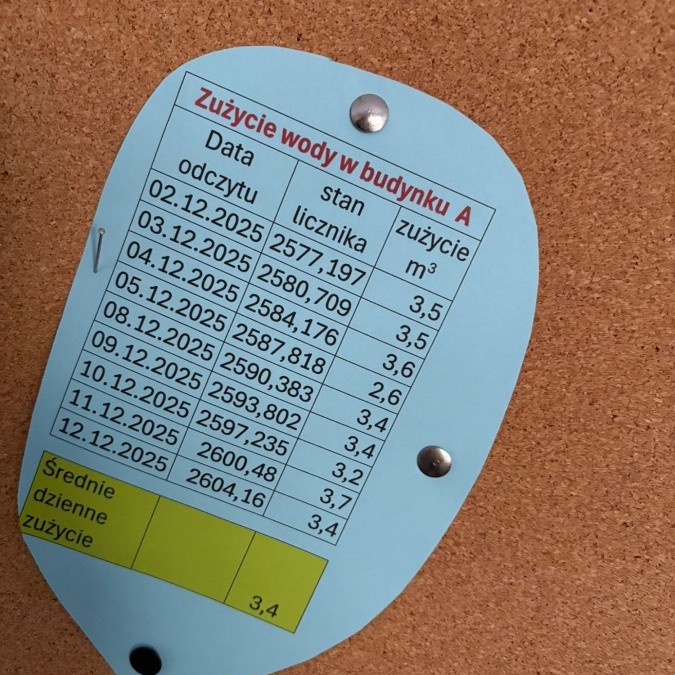 Zużycie wody w budynku A
Data odczytu stan licznika zużycie m³
02.12.2025 2577,197 3,5
03.12.2025 2580,709 3,5
04.12.2025 2584,176 3,6
05.12.2025 2587,818 2,6
08.12.2025 2590,383 3,4
09.12.2025 2593,802 3,4
10.12.2025 2597,235 3,2
11.12.2025 2600,48 3,7
12.12.2025 2604,16 3,4
Średnie
dzienne
zużycie 3,4